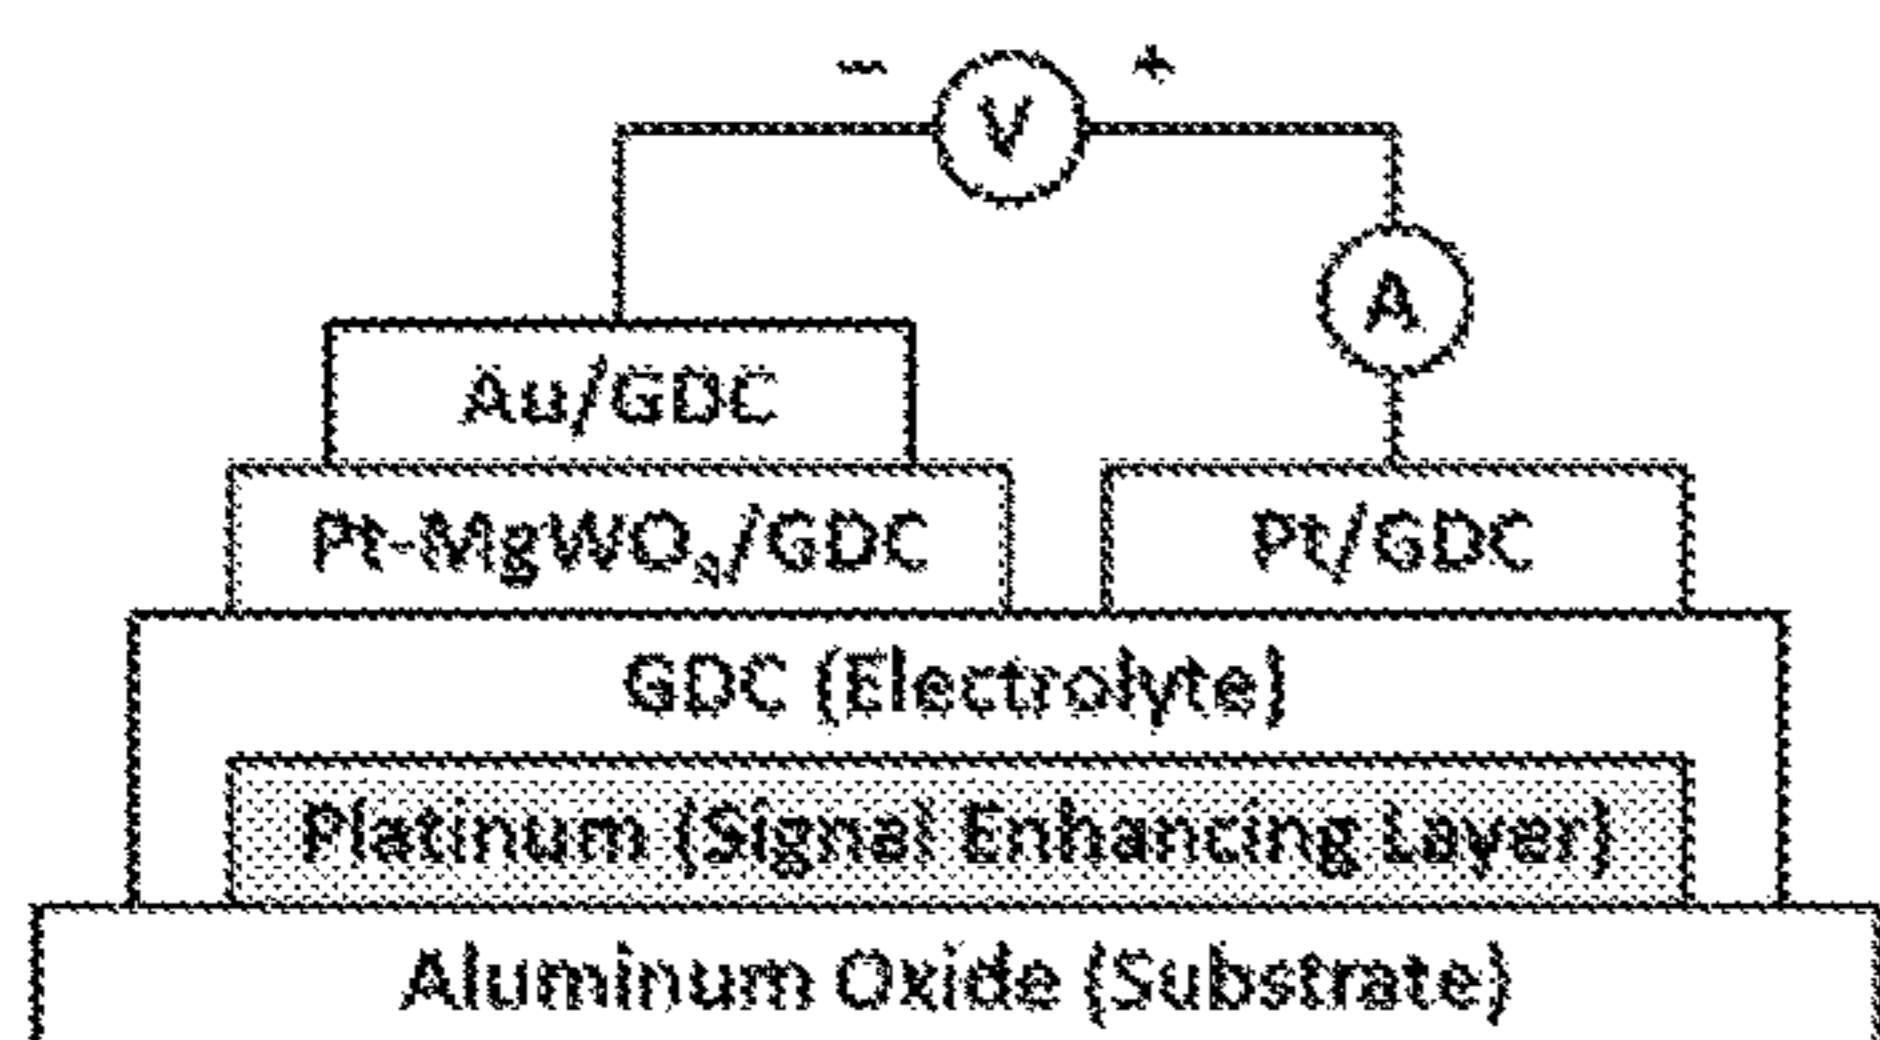 − V +
A
Au/GDC
Pt-MgWO₄/GDC Pt/GDC
GDC (Electrolyte)
Platinum (Signal Enhancing Layer)
Aluminum Oxide (Substrate)